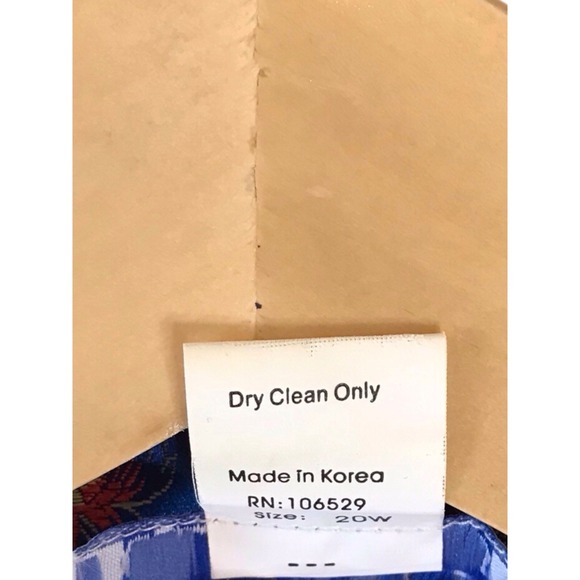 Dry Clean Only
Made in Korea
RN: 106529
Size: 20W
---